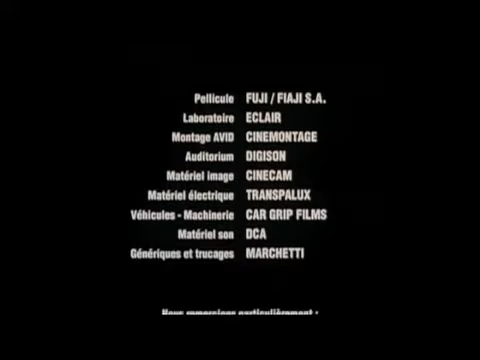 Pellicule FUJI / FIAJI S.A.
Laboratoire ECLAIR
Montage AVID CINEMONTAGE
Auditorium DIGISON
Matériel image CINECAM
Matériel électrique TRANSPALUX
Véhicules - Machinerie CAR GRIP FILMS
Matériel son DCA
Génériques et trucages MARCHETTI
particulièrement :